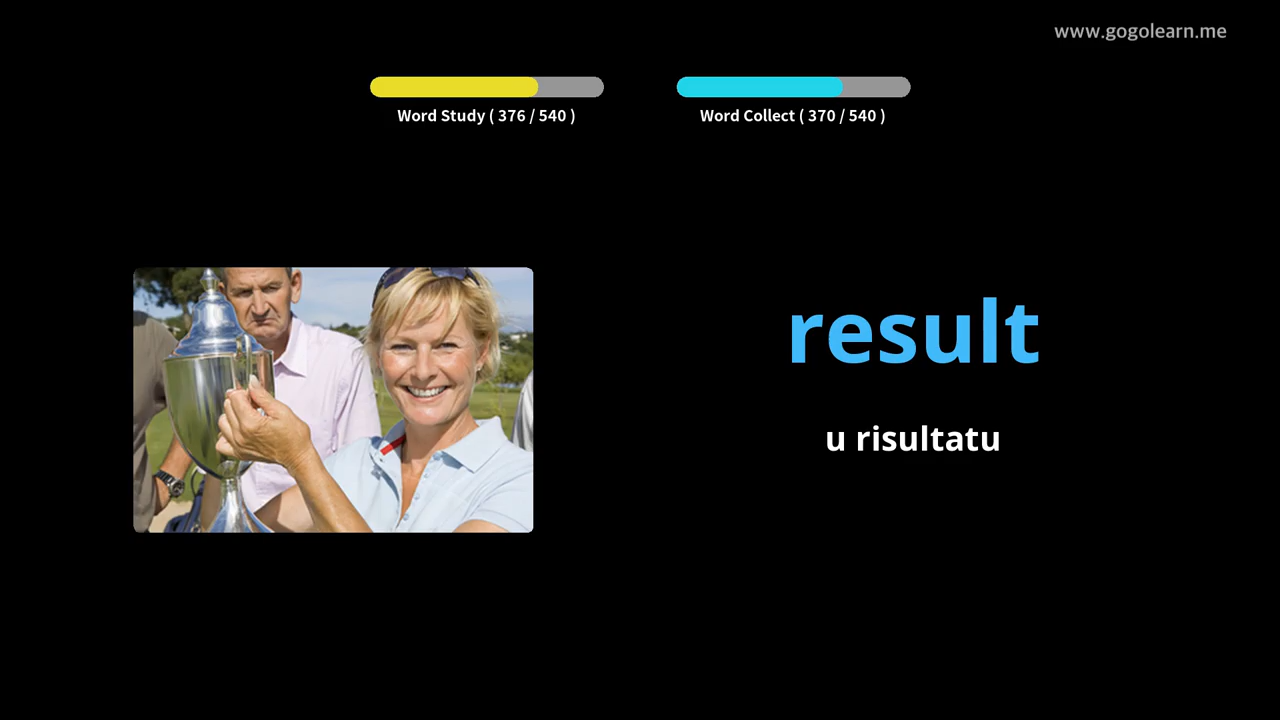 www.gogolearn.me
Word Study ( 376 / 540 )
Word Collect ( 370 / 540 )
result
u risultatu